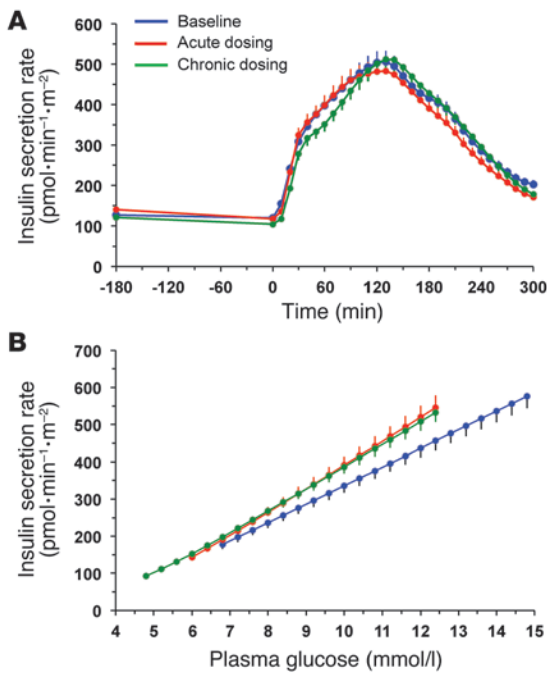 A
Baseline
Acute dosing
Chronic dosing
Insulin secretion rate
(pmol·min⁻¹·m⁻²)
600
500
400
300
200
100
0
-180 -120 -60 0 60 120 180 240 300
Time (min)
B
Insulin secretion rate
(pmol·min⁻¹·m⁻²)
700
600
500
400
300
200
100
0
4 5 6 7 8 9 10 11 12 13 14 15
Plasma glucose (mmol/l)